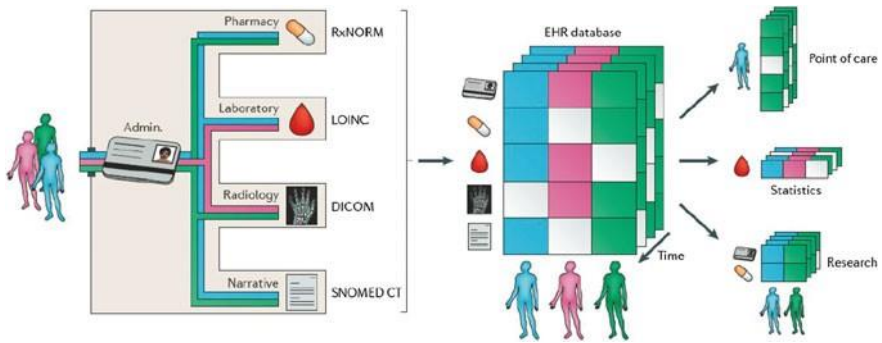 Pharmacy
RxNORM
Laboratory
LOINC
Admin.
Radiology
DICOM
Narrative
SNOMED CT
EHR database
Time
Point of care
Statistics
Research